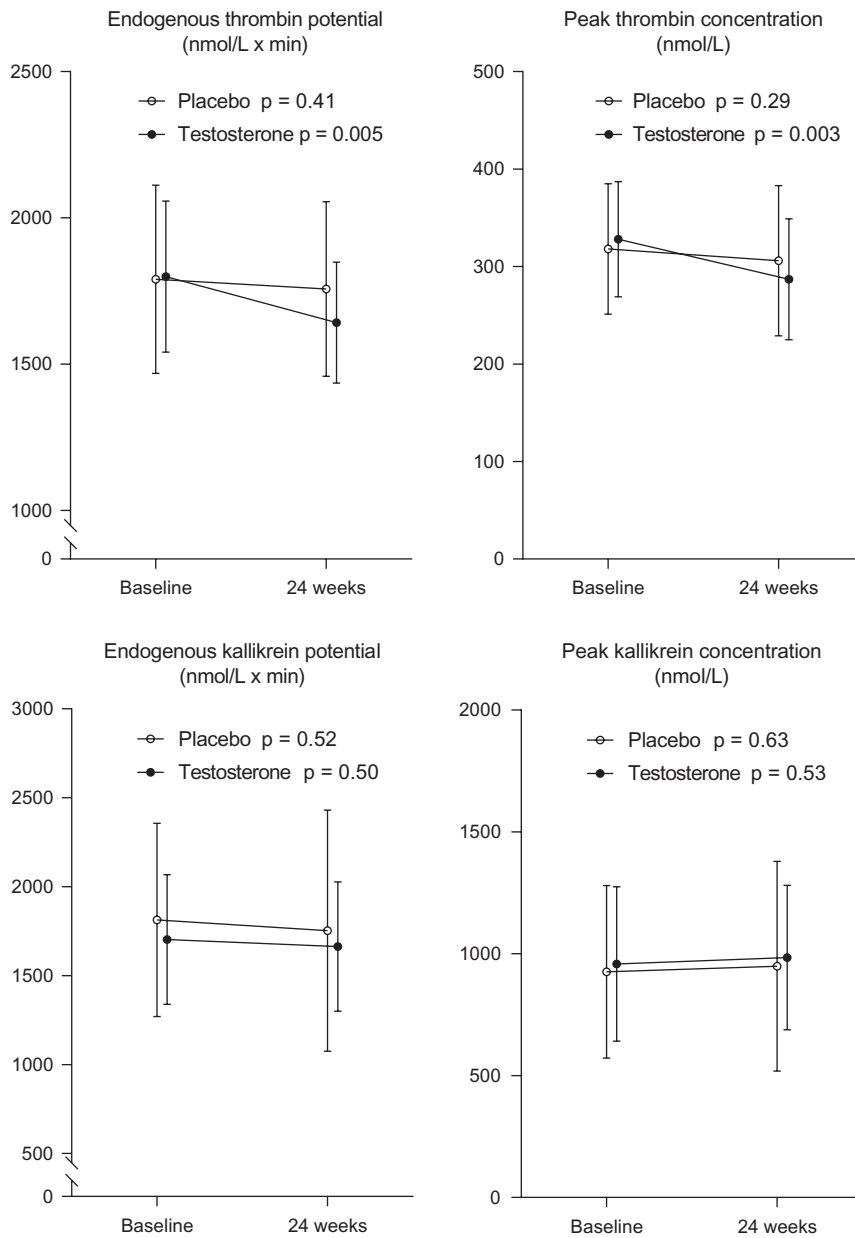 Endogenous thrombin potential
(nmol/L x min)
2500
2000
1500
1000
0
Placebo p = 0.41
Testosterone p = 0.005
Baseline
24 weeks
Peak thrombin concentration
(nmol/L)
500
400
300
200
100
0
Placebo p = 0.29
Testosterone p = 0.003
Baseline
24 weeks
Endogenous kallikrein potential
(nmol/L x min)
3000
2500
2000
1500
1000
500
0
Placebo p = 0.52
Testosterone p = 0.50
Baseline
24 weeks
Peak kallikrein concentration
(nmol/L)
2000
1500
1000
500
0
Placebo p = 0.63
Testosterone p = 0.53
Baseline
24 weeks